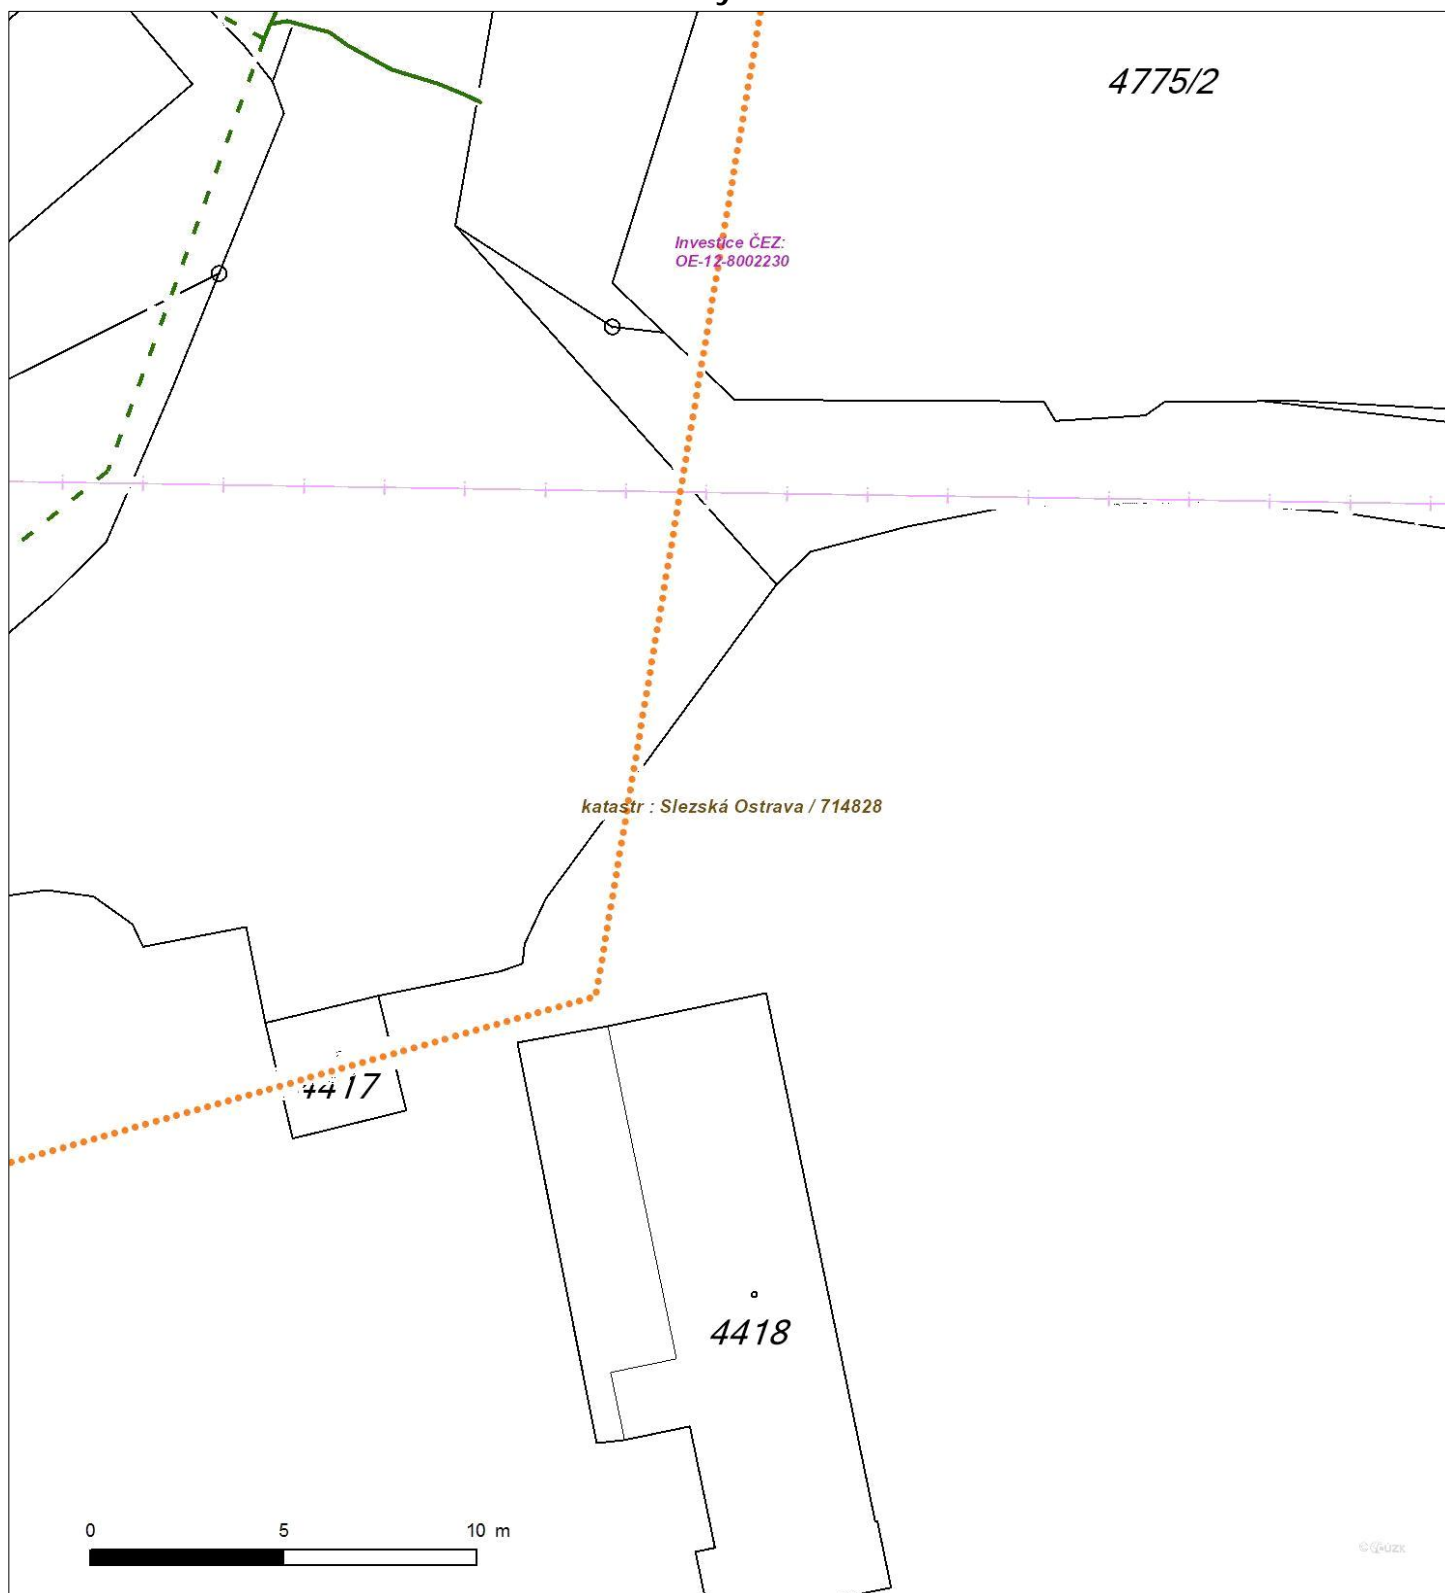 4775/2
Investice ČEZ:
OE-12-8002230
katastr : Slezská Ostrava / 714828
4417
4418
0 5 10 m